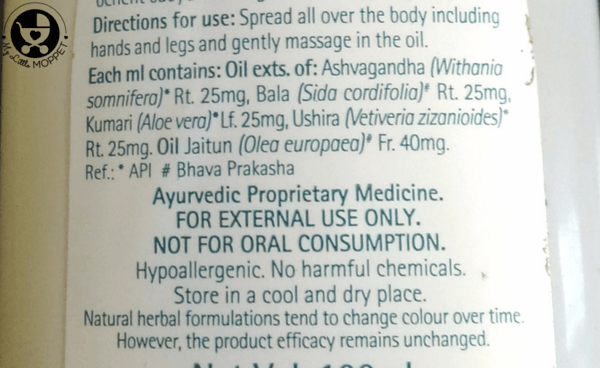 Directions for use: Spread all over the body including
hands and legs and gently massage in the oil.
Each ml contains: Oil exts. of: Ashvagandha (Withania
somnifera)* Rt. 25mg, Bala (Sida cordifolia)# Rt. 25mg,
Kumari (Aloe vera)* Lf. 25mg, Ushira (Vetiveria zizanioides)*
Rt. 25mg. Oil Jaitun (Olea europaea)# Fr. 40mg.
Ref.: * API # Bhava Prakasha
Ayurvedic Proprietary Medicine.
FOR EXTERNAL USE ONLY.
NOT FOR ORAL CONSUMPTION.
Hypoallergenic. No harmful chemicals.
Store in a cool and dry place.
Natural herbal formulations tend to change colour over time.
However, the product efficacy remains unchanged.
My Little MOPPET